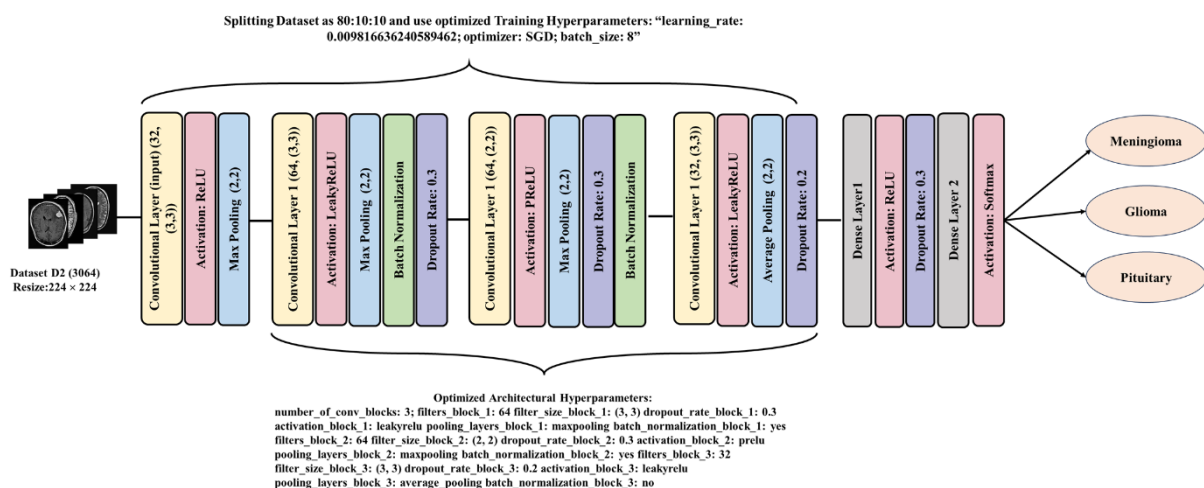 Splitting Dataset as 80:10:10 and use optimized Training Hyperparameters: “learning_rate:
0.009816636240589462; optimizer: SGD; batch_size: 8”
Dataset D2 (3064)
Resize:224 × 224
Convolutional Layer (input) (32,
(3,3))
Activation: ReLU
Max Pooling (2,2)
Convolutional Layer 1 (64, (3,3))
Activation: LeakyReLU
Max Pooling (2,2)
Batch Normalization
Dropout Rate: 0.3
Convolutional Layer 1 (64, (2,2))
Activation: PReLU
Max Pooling (2,2)
Dropout Rate: 0.3
Batch Normalization
Convolutional Layer 1 (32, (3,3))
Activation: LeakyReLU
Average Pooling (2,2)
Dropout Rate: 0.2
Dense Layer1
Activation: ReLU
Dropout Rate: 0.3
Dense Layer 2
Activation: Softmax
Meningioma
Glioma
Pituitary
Optimized Architectural Hyperparameters:
number_of_conv_blocks: 3; filters_block_1: 64 filter_size_block_1: (3, 3) dropout_rate_block_1: 0.3
activation_block_1: leakyrelu pooling_layers_block_1: maxpooling batch_normalization_block_1: yes
filters_block_2: 64 filter_size_block_2: (2, 2) dropout_rate_block_2: 0.3 activation_block_2: prelu
pooling_layers_block_2: maxpooling batch_normalization_block_2: yes filters_block_3: 32
filter_size_block_3: (3, 3) dropout_rate_block_3: 0.2 activation_block_3: leakyrelu
pooling_layers_block_3: average_pooling batch_normalization_block_3: no